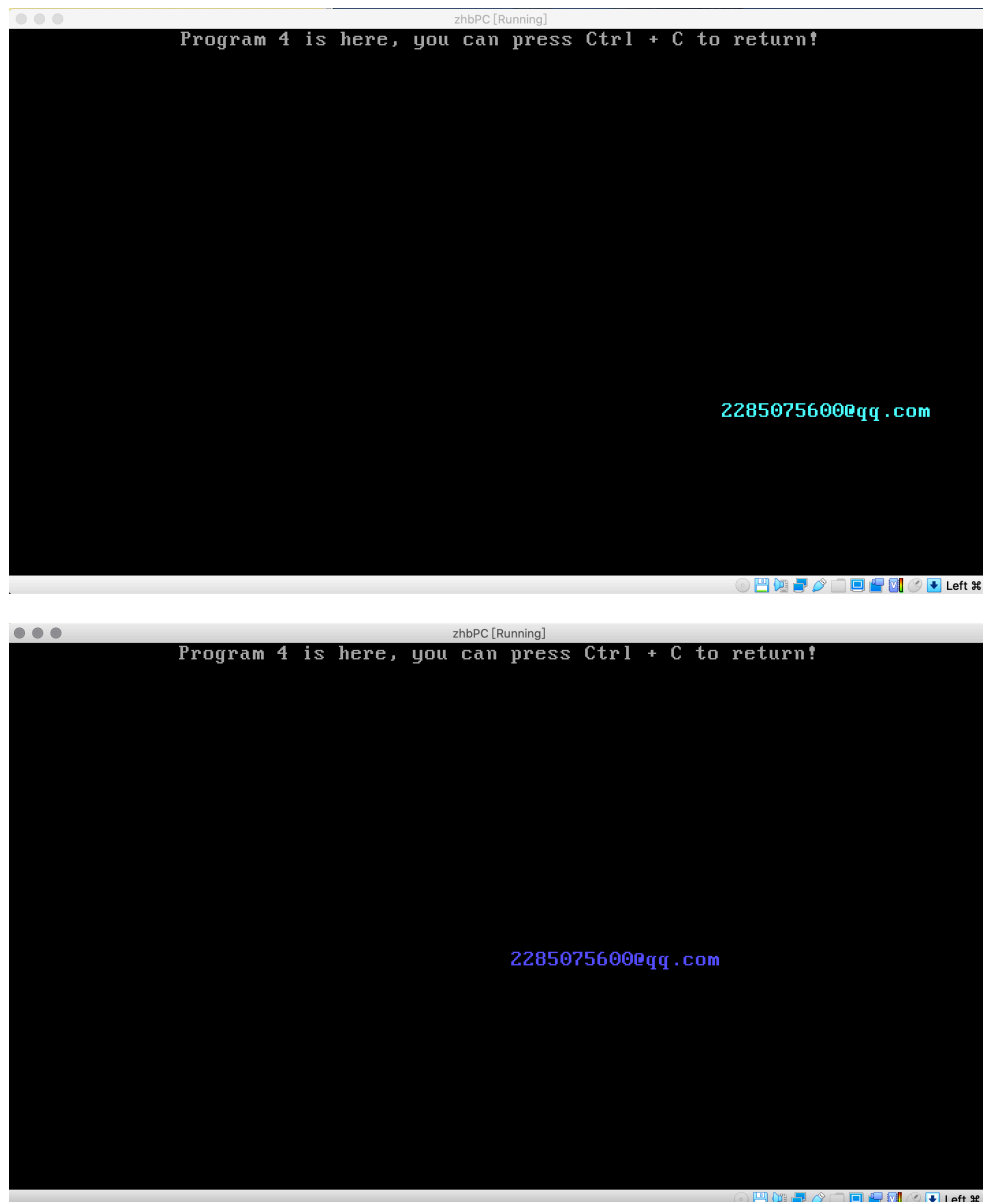 zhbPC [Running]
Program 4 is here, you can press Ctrl + C to return!
2285075600@qq.com
Left ⌘
zhbPC [Running]
Program 4 is here, you can press Ctrl + C to return!
2285075600@qq.com
Left ⌘